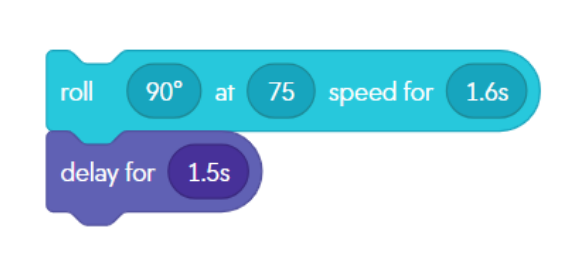 roll 90° at 75 speed for 1.6s
delay for 1.5s